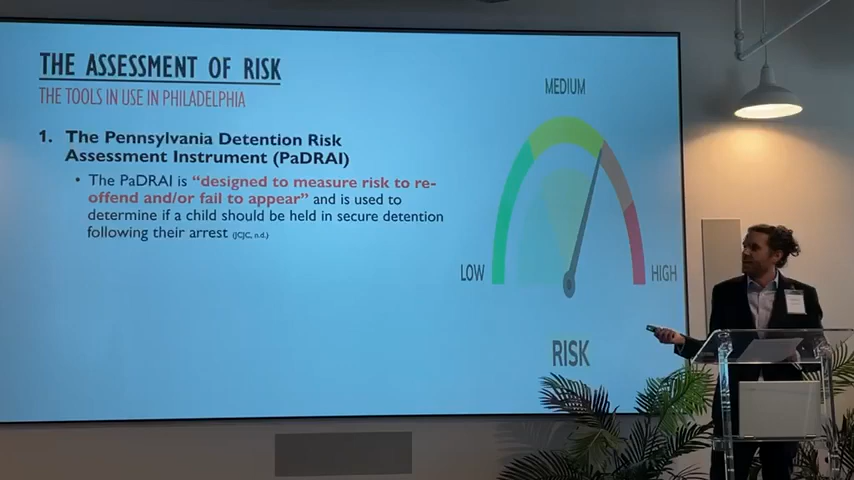 THE ASSESSMENT OF RISK
THE TOOLS IN USE IN PHILADELPHIA
1. The Pennsylvania Detention Risk
Assessment Instrument (PaDRAI)
• The PaDRAI is “designed to measure risk to re-
offend and/or fail to appear” and is used to
determine if a child should be held in secure detention
following their arrest (JCJC, n.d.)
MEDIUM
LOW
HIGH
RISK